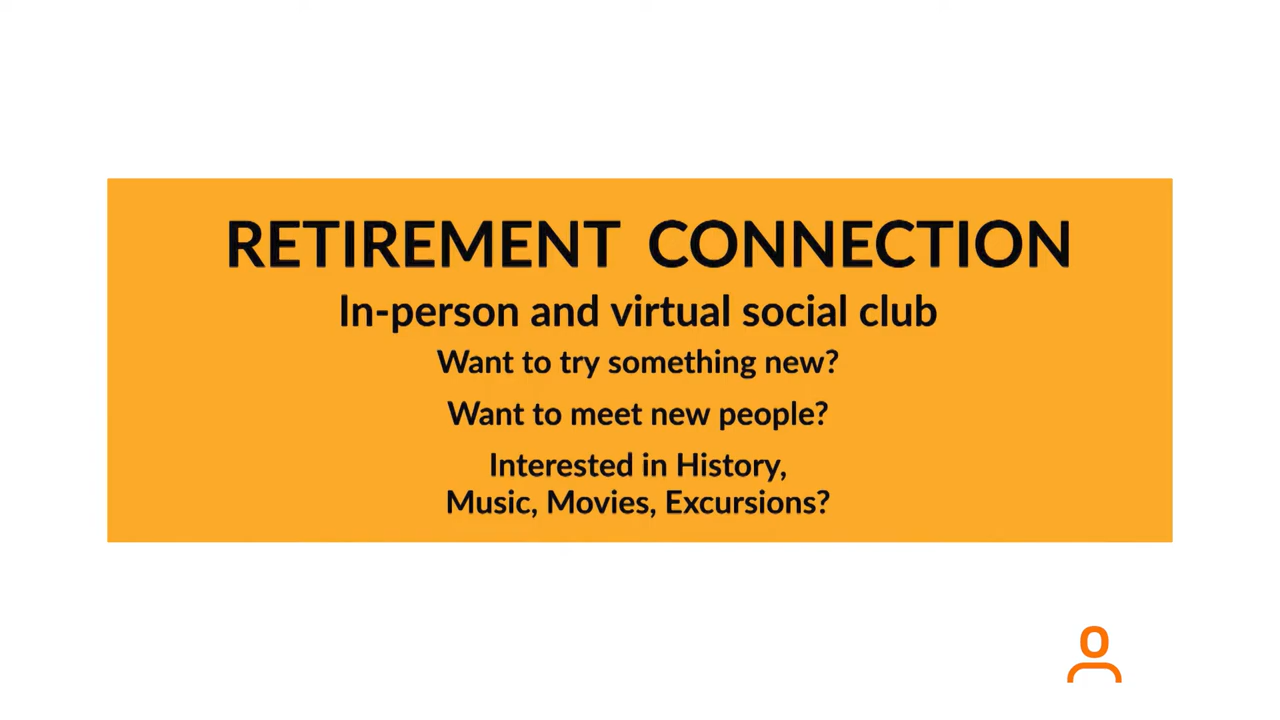 RETIREMENT CONNECTION
In-person and virtual social club
Want to try something new?
Want to meet new people?
Interested in History,
Music, Movies, Excursions?